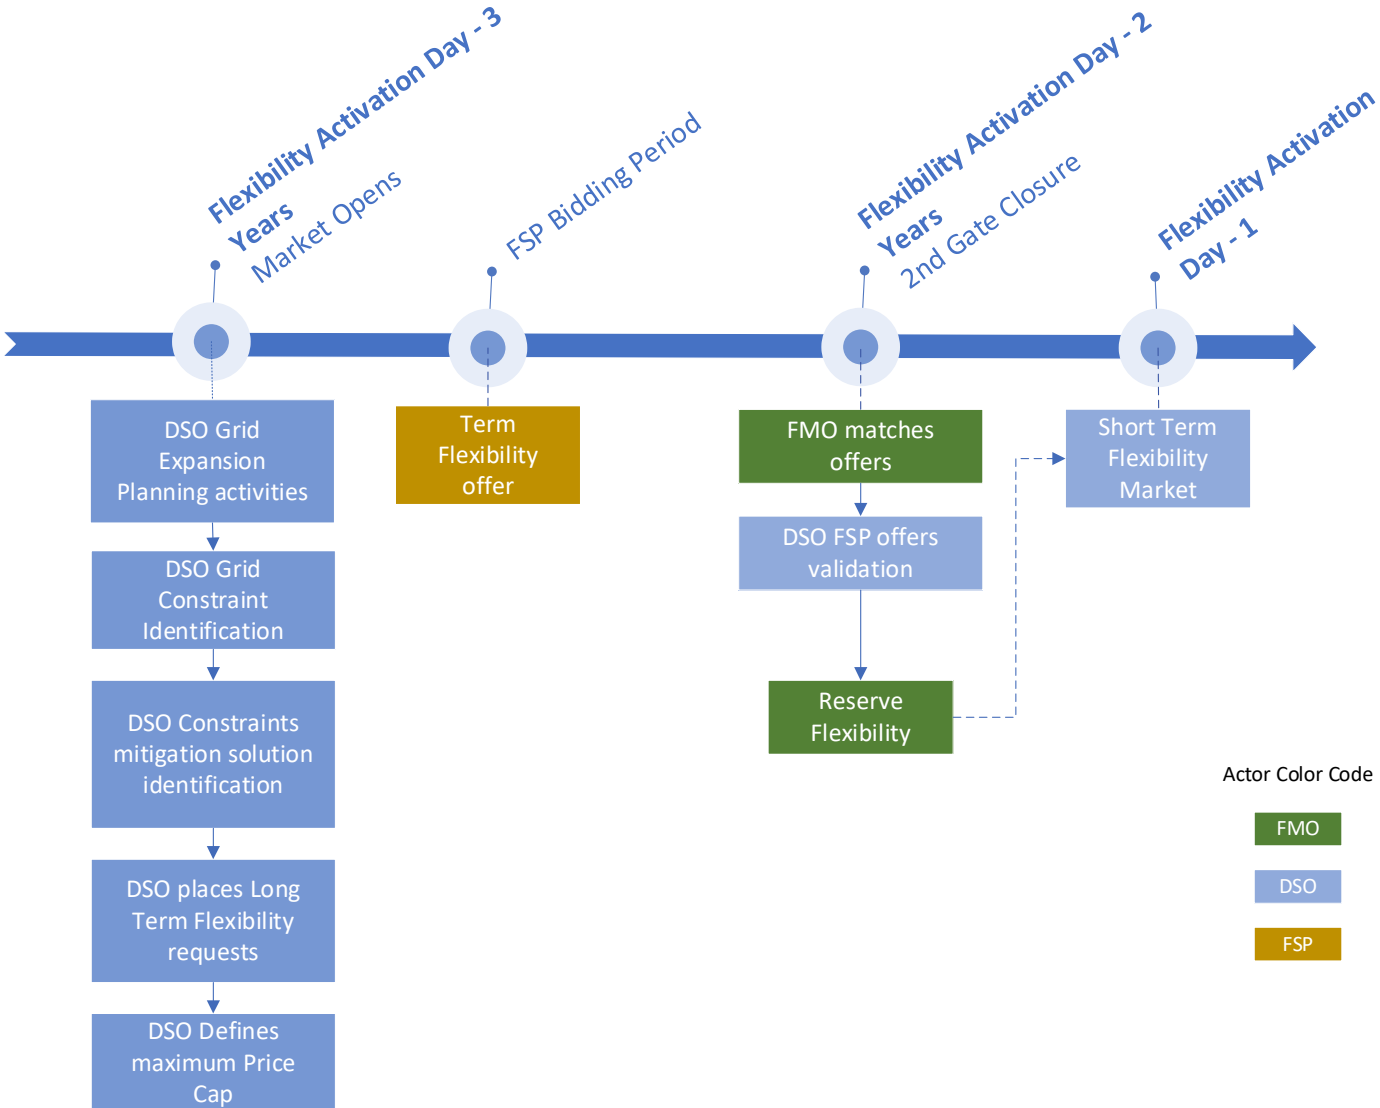 Flexibility Activation Day - 3
Years
Market Opens
FSP Bidding Period
Flexibility Activation Day - 2
Years
2nd Gate Closure
Flexibility Activation
Day - 1
DSO Grid
Expansion
Planning activities
DSO Grid
Constraint
Identification
DSO Constraints
mitigation solution
identification
DSO places Long
Term Flexibility
requests
DSO Defines
maximum Price
Cap
Term
Flexibility
offer
FMO matches
offers
DSO FSP offers
validation
Reserve
Flexibility
Short Term
Flexibility
Market
Actor Color Code
FMO
DSO
FSP